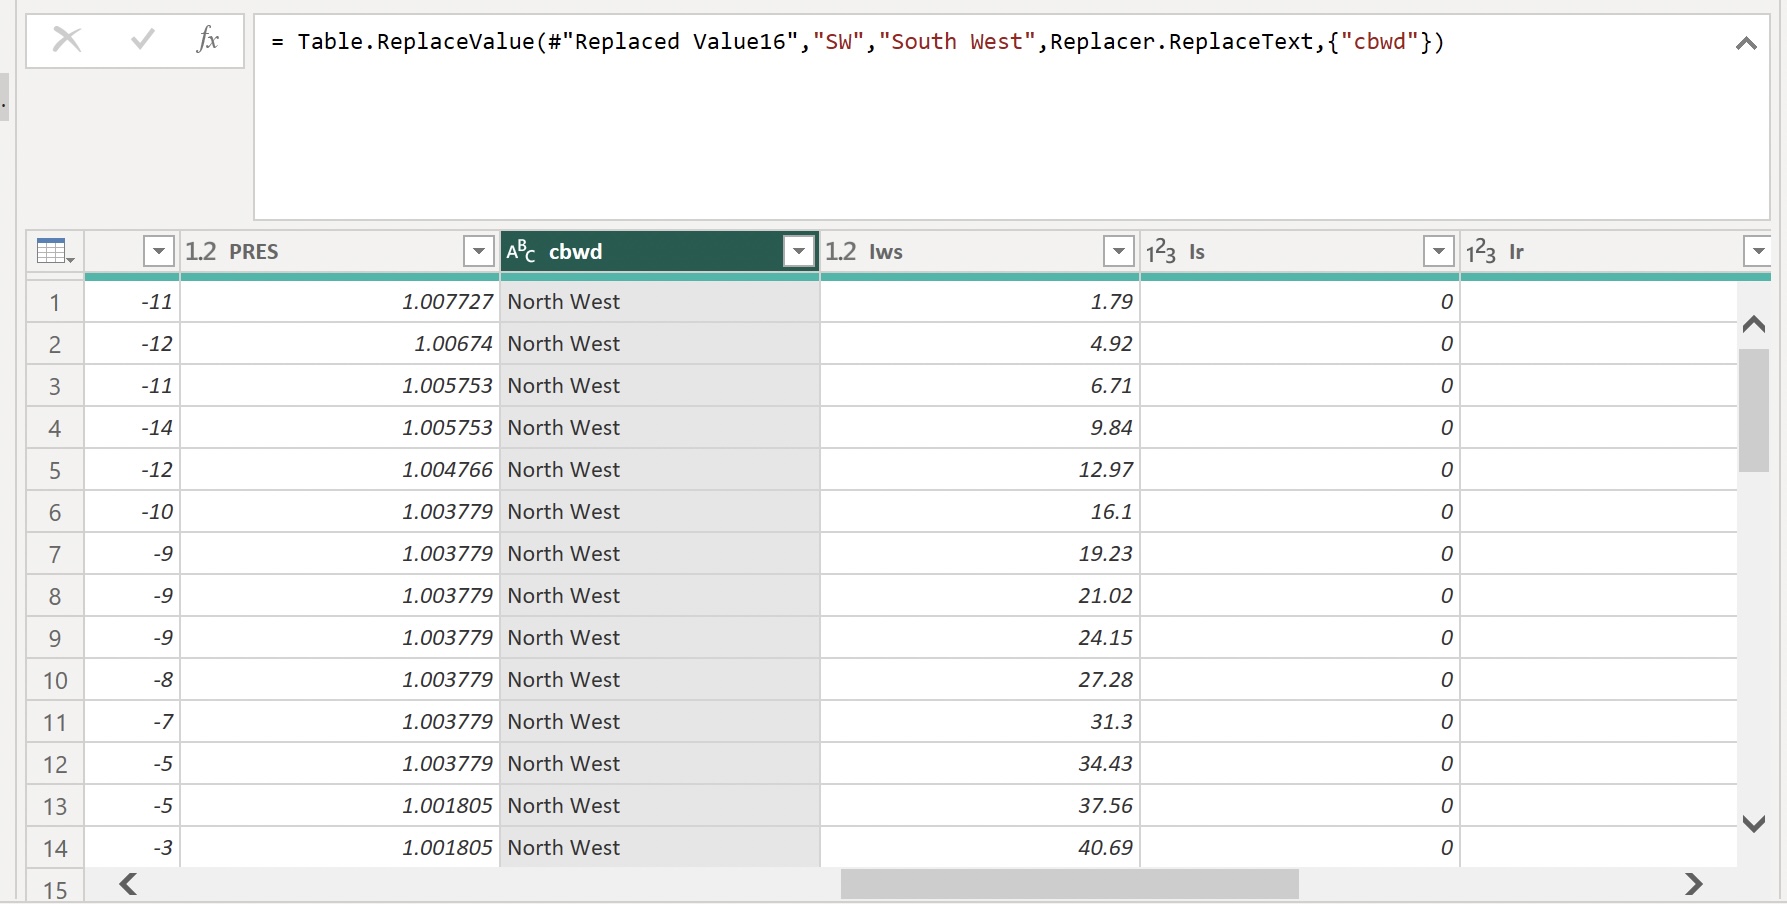 fx
= Table.ReplaceValue(#"Replaced Value16","SW","South West",Replacer.ReplaceText,{"cbwd"})
1.2 PRES ABC cbwd 1.2 Iws 123 Is 123 Ir
1 -11 1.007727 North West 1.79 0
2 -12 1.00674 North West 4.92 0
3 -11 1.005753 North West 6.71 0
4 -14 1.005753 North West 9.84 0
5 -12 1.004766 North West 12.97 0
6 -10 1.003779 North West 16.1 0
7 -9 1.003779 North West 19.23 0
8 -9 1.003779 North West 21.02 0
9 -9 1.003779 North West 24.15 0
10 -8 1.003779 North West 27.28 0
11 -7 1.003779 North West 31.3 0
12 -5 1.003779 North West 34.43 0
13 -5 1.001805 North West 37.56 0
14 -3 1.001805 North West 40.69 0
15